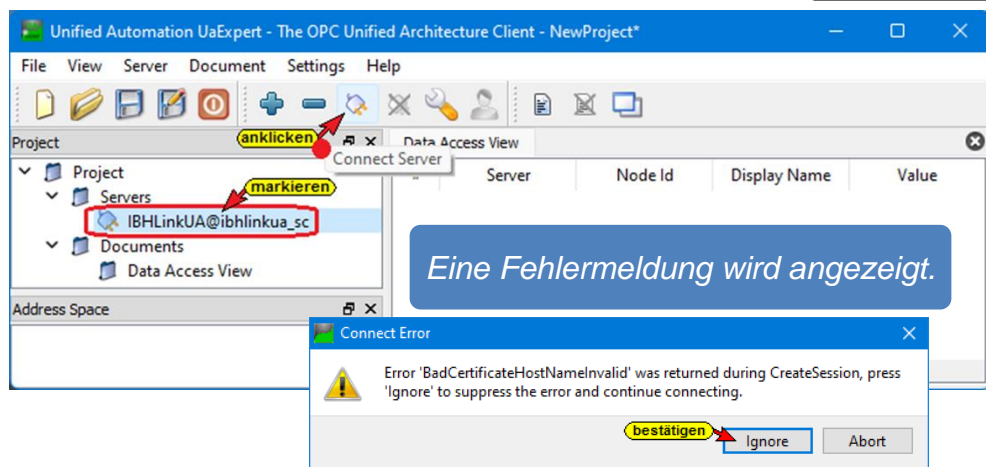 Unified Automation UaExpert - The OPC Unified Architecture Client - NewProject*
File View Server Document Settings Help
Project
anklicken
Connect Server
Data Access View
Project
markieren
Servers
IBHLinkUA@ibhlinkua_sc
Documents
Data Access View
Server Node Id Display Name Value
Eine Fehlermeldung wird angezeigt.
Address Space
Connect Error
Error 'BadCertificateHostNameInvalid' was returned during CreateSession, press
'Ignore' to suppress the error and continue connecting.
bestätigen
Ignore Abort